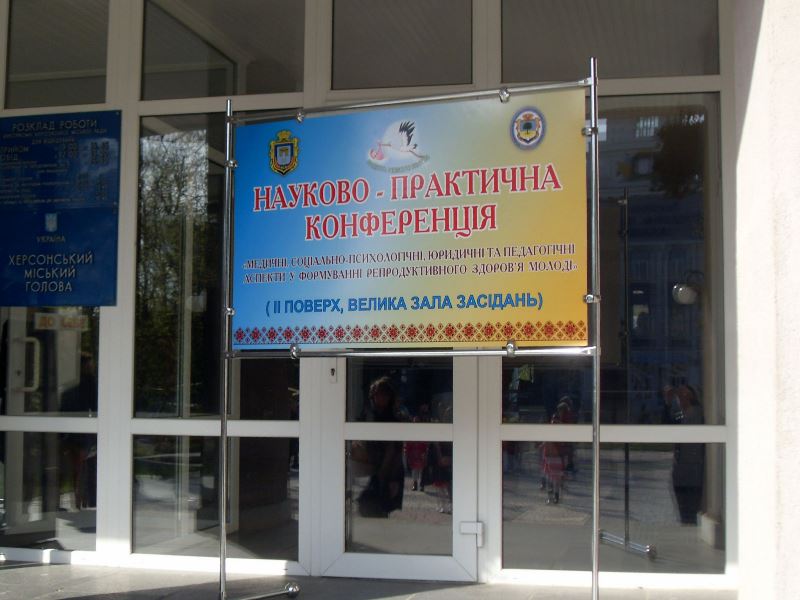 РОЗКЛАД РОБОТИ
УКРАЇНА
ХЕРСОНСЬКИЙ
МІСЬКИЙ
ГОЛОВА
НАУКОВО - ПРАКТИЧНА
КОНФЕРЕНЦІЯ
«МЕДИЧНІ, СОЦІАЛЬНО-ПСИХОЛОГІЧНІ, ЮРИДИЧНІ ТА ПЕДАГОГІЧНІ
АСПЕКТИ У ФОРМУВАННІ РЕПРОДУКТИВНОГО ЗДОРОВ'Я МОЛОДІ»
( ІІ ПОВЕРХ, ВЕЛИКА ЗАЛА ЗАСІДАНЬ)